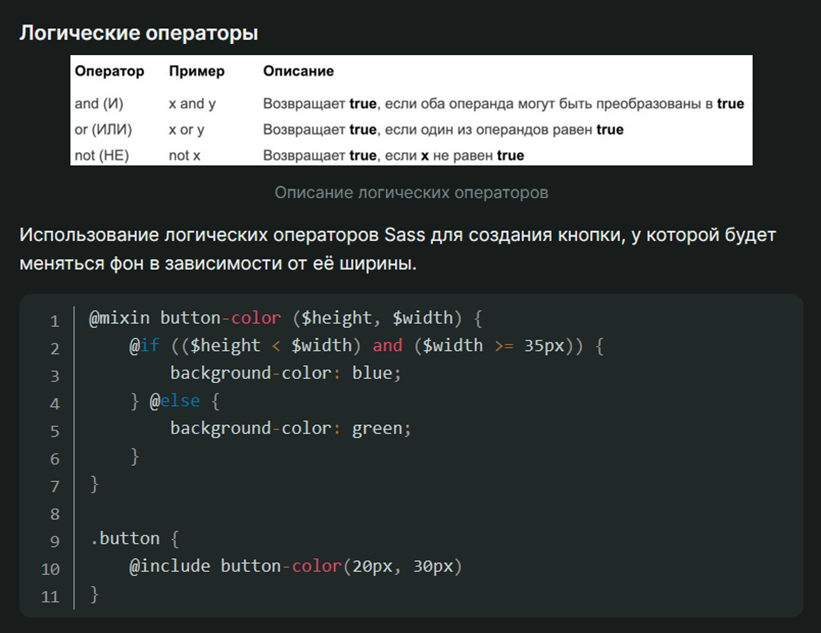 Логические операторы
Оператор Пример Описание
and (И) x and y Возвращает true, если оба операнда могут быть преобразованы в true
or (ИЛИ) x or y Возвращает true, если один из операндов равен true
not (НЕ) not x Возвращает true, если x не равен true
Описание логических операторов
Использование логических операторов Sass для создания кнопки, у которой будет
меняться фон в зависимости от её ширины.
1 @mixin button-color ($height, $width) {
2 @if (($height < $width) and ($width >= 35px)) {
3 background-color: blue;
4 } @else {
5 background-color: green;
6 }
7 }
8
9 .button {
10 @include button-color(20px, 30px)
11 }